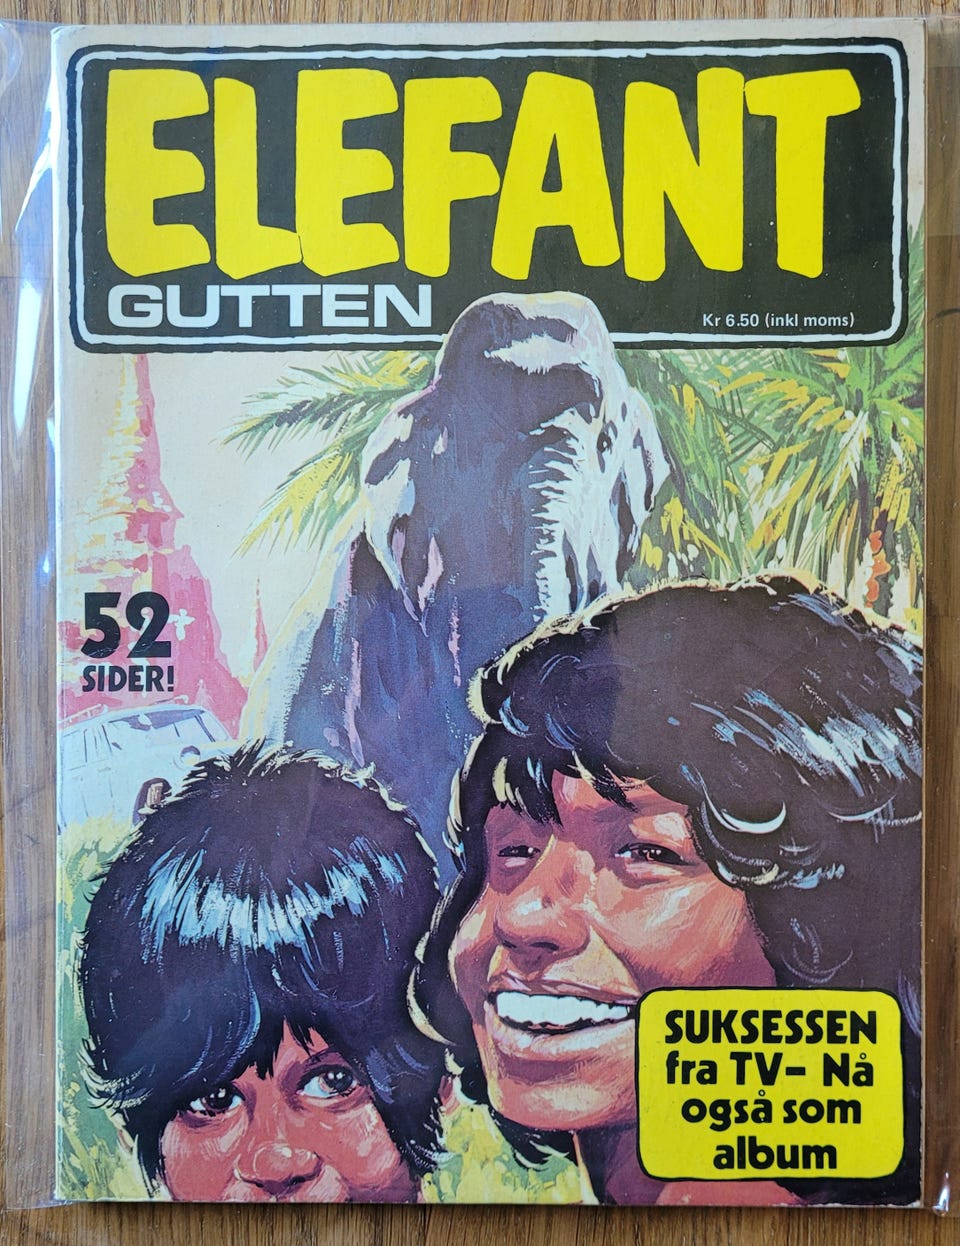 ELEFANT
GUTTEN
Kr 6.50 (inkl moms)
52
SIDER!
SUKSESSEN
fra TV– Nå
også som
album